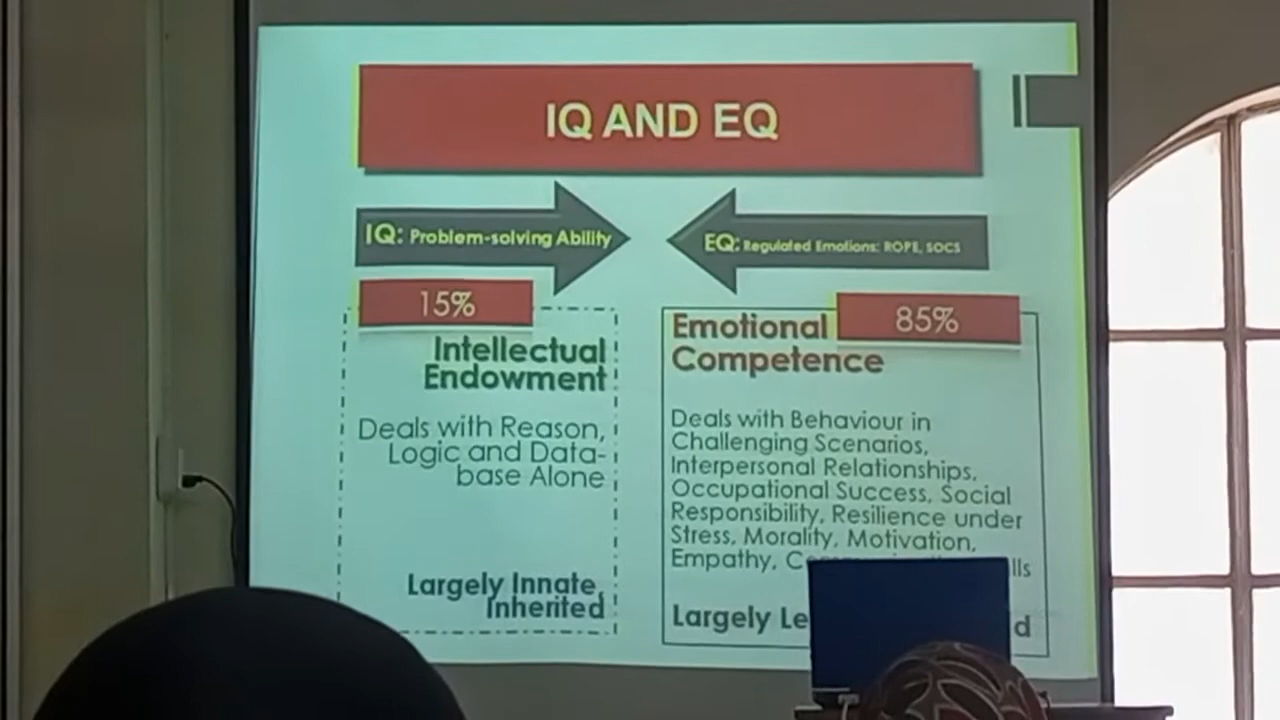 IQ AND EQ
IQ: Problem-solving Ability
EQ: Regulated Emotions: ROPE, SOCS
15%
Intellectual
Endowment
Deals with Reason,
Logic and Data-
base Alone
Largely Innate,
Inherited
85%
Emotional
Competence
Deals with Behaviour in
Challenging Scenarios,
Interpersonal Relationships,
Occupational Success, Social
Responsibility, Resilience under
Stress, Morality, Motivation,
Empathy,
Largely